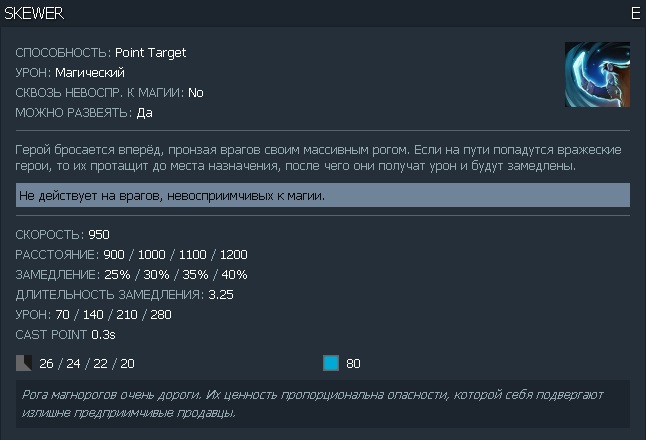 SKEWER E
СПОСОБНОСТЬ: Point Target
УРОН: Магический
СКВОЗЬ НЕВОСПР. К МАГИИ: No
МОЖНО РАЗВЕЯТЬ: Да
Герой бросается вперёд, пронзая врагов своим массивным рогом. Если на пути попадутся вражеские
герои, то их протащит до места назначения, после чего они получат урон и будут замедлены.
Не действует на врагов, невосприимчивых к магии.
СКОРОСТЬ: 950
РАССТОЯНИЕ: 900 / 1000 / 1100 / 1200
ЗАМЕДЛЕНИЕ: 25% / 30% / 35% / 40%
ДЛИТЕЛЬНОСТЬ ЗАМЕДЛЕНИЯ: 3.25
УРОН: 70 / 140 / 210 / 280
CAST POINT 0.3s
26 / 24 / 22 / 20 80
Рога магнорогов очень дороги. Их ценность пропорциональна опасности, которой себя подвергают
излишне предприимчивые продавцы.